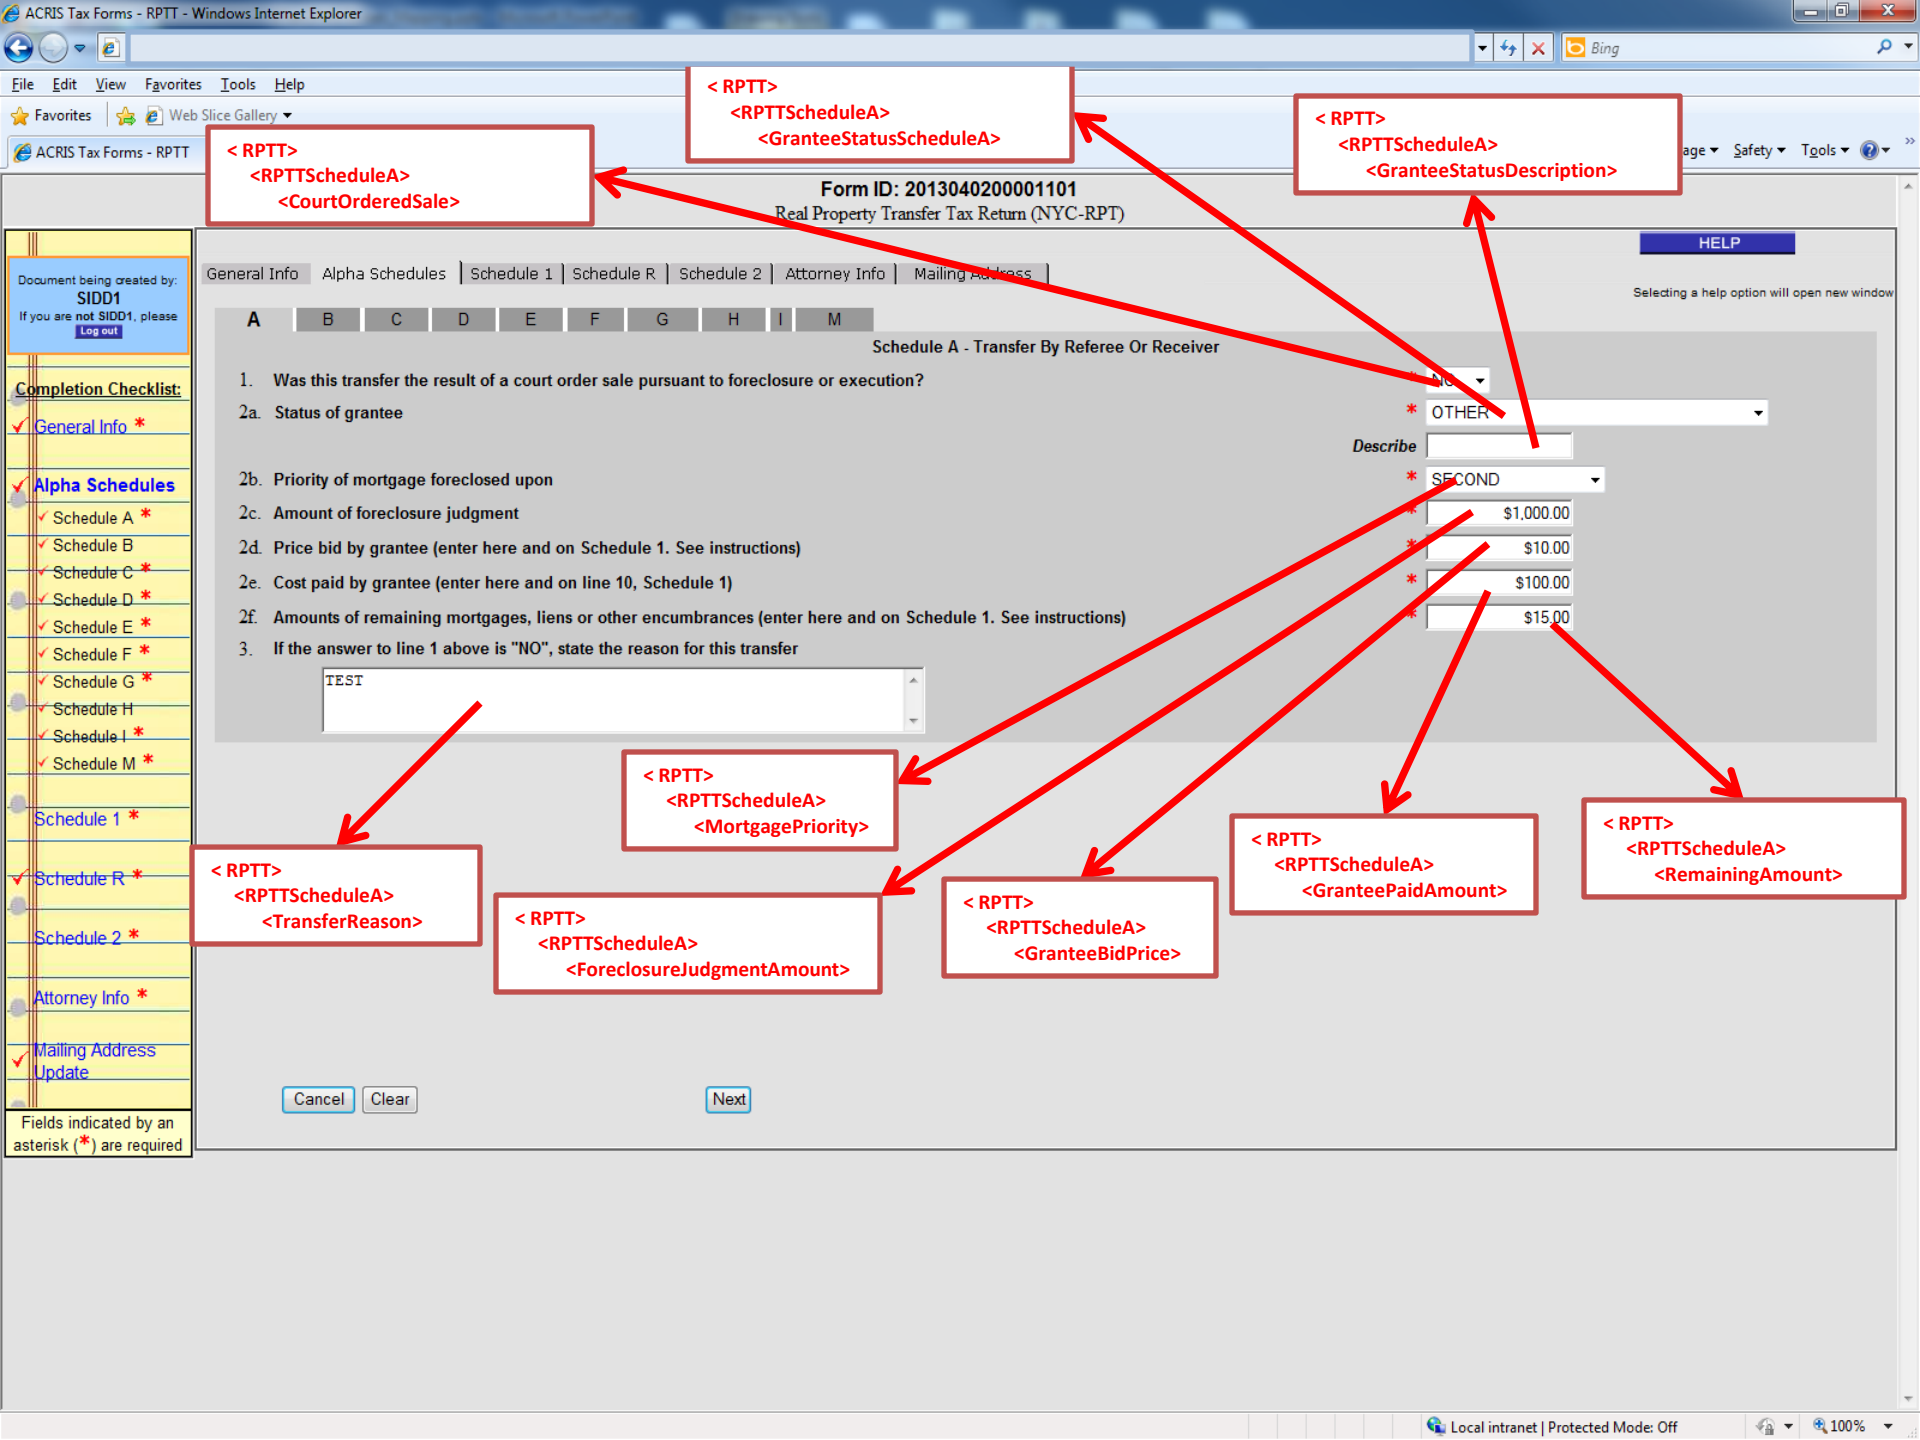 ACRIS Tax Forms - RPTT - Windows Internet Explorer
Bing
File Edit View Favorites Tools Help
Favorites Web Slice Gallery
ACRIS Tax Forms - RPTT
age Safety Tools
< RPTT>
<RPTTScheduleA>
<CourtOrderedSale>
< RPTT>
<RPTTScheduleA>
<GranteeStatusScheduleA>
< RPTT>
<RPTTScheduleA>
<GranteeStatusDescription>
Form ID: 2013040200001101
Real Property Transfer Tax Return (NYC-RPT)
HELP
Selecting a help option will open new window
Document being created by:
SIDD1
If you are not SIDD1, please
Log out
Completion Checklist:
General Info *
Alpha Schedules
Schedule A *
Schedule B
Schedule C *
Schedule D *
Schedule E *
Schedule F *
Schedule G *
Schedule H
Schedule I *
Schedule M *
Schedule 1 *
Schedule R *
Schedule 2 *
Attorney Info *
Mailing Address
Update
Fields indicated by an
asterisk (*) are required
General Info Alpha Schedules Schedule 1 Schedule R Schedule 2 Attorney Info Mailing Address
A B C D E F G H I M
Schedule A - Transfer By Referee Or Receiver
1. Was this transfer the result of a court order sale pursuant to foreclosure or execution? * NO
2a. Status of grantee * OTHER
Describe
2b. Priority of mortgage foreclosed upon * SECOND
2c. Amount of foreclosure judgment * $1,000.00
2d. Price bid by grantee (enter here and on Schedule 1. See instructions) * $10.00
2e. Cost paid by grantee (enter here and on line 10, Schedule 1) * $100.00
2f. Amounts of remaining mortgages, liens or other encumbrances (enter here and on Schedule 1. See instructions) * $15.00
3. If the answer to line 1 above is "NO", state the reason for this transfer
TEST
< RPTT>
<RPTTScheduleA>
<MortgagePriority>
< RPTT>
<RPTTScheduleA>
<TransferReason>
< RPTT>
<RPTTScheduleA>
<ForeclosureJudgmentAmount>
< RPTT>
<RPTTScheduleA>
<GranteeBidPrice>
< RPTT>
<RPTTScheduleA>
<GranteePaidAmount>
< RPTT>
<RPTTScheduleA>
<RemainingAmount>
Cancel Clear Next
Local intranet | Protected Mode: Off 100%